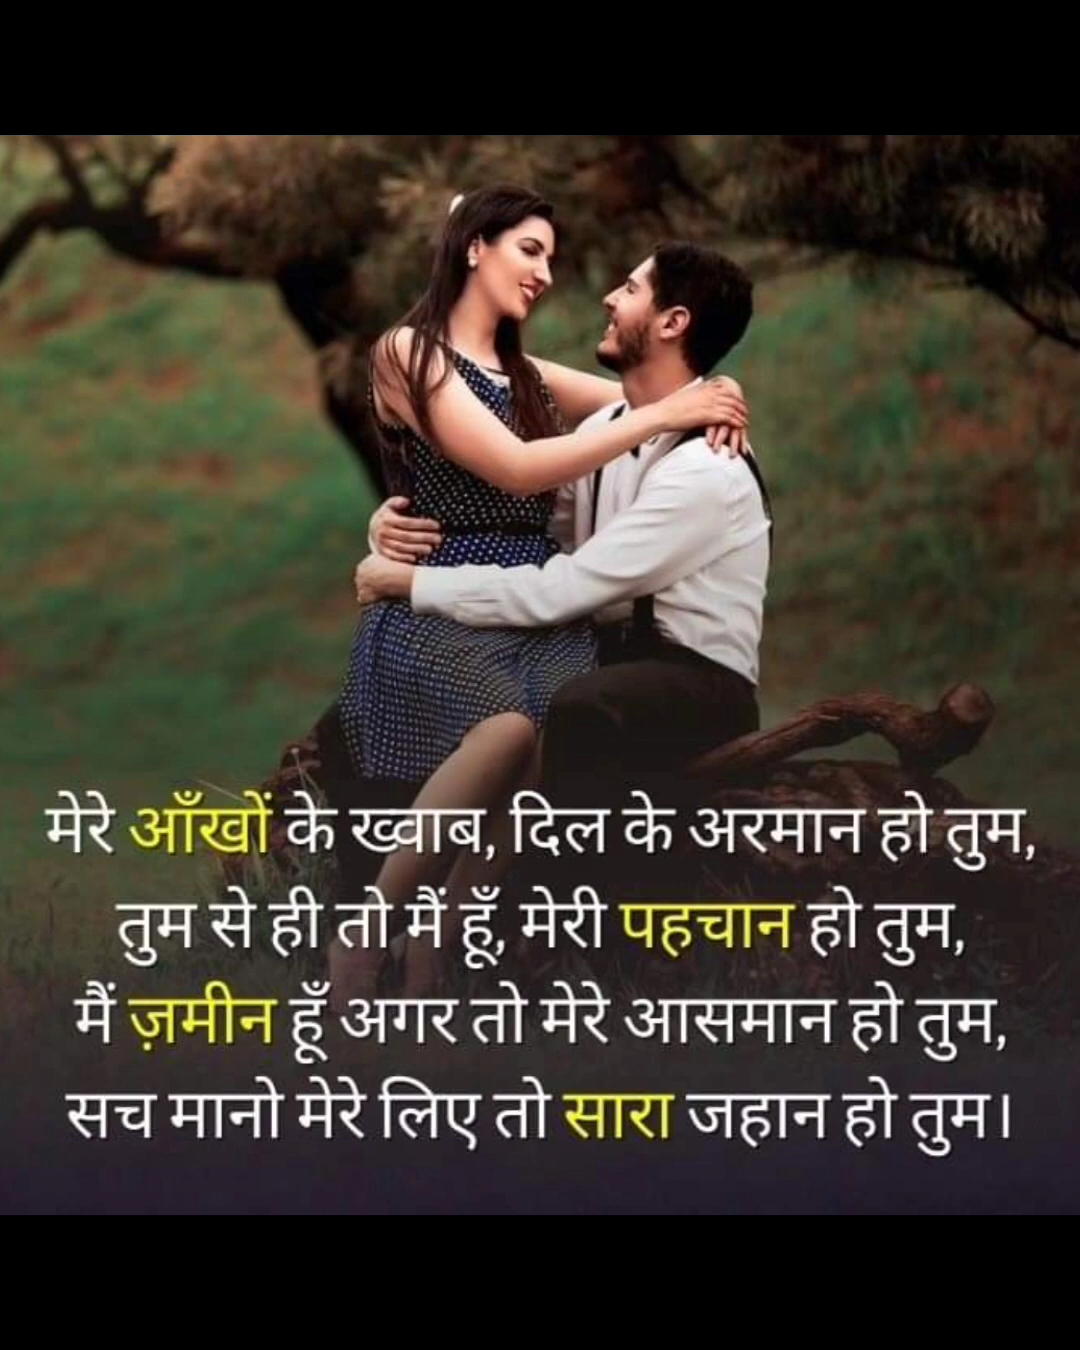 मेरे आँखों के ख्वाब, दिल के अरमान हो तुम,
तुम से ही तो मैं हूँ, मेरी पहचान हो तुम,
मैं ज़मीन हूँ अगर तो मेरे आसमान हो तुम,
सच मानो मेरे लिए तो सारा जहान हो तुम।